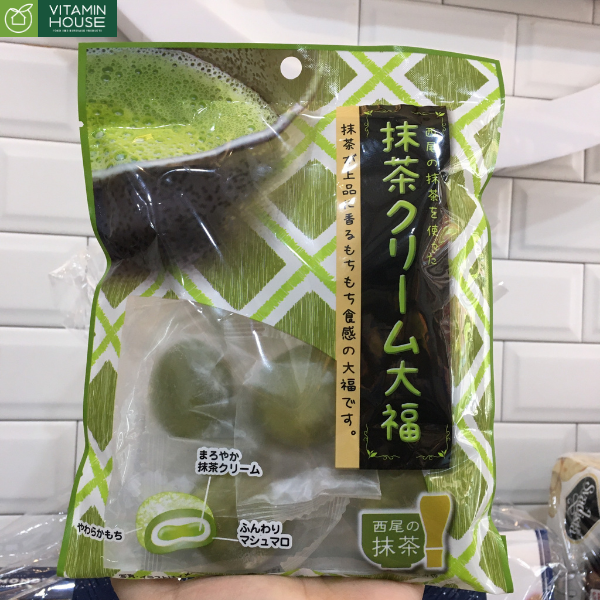 VITAMIN
HOUSE
西尾の抹茶を使った
抹茶クリーム大福
抹茶が上品に香るもちもち食感の大福です。
まろやか
抹茶クリーム
やわらかもち
ふんわり
マシュマロ
西尾の
抹茶